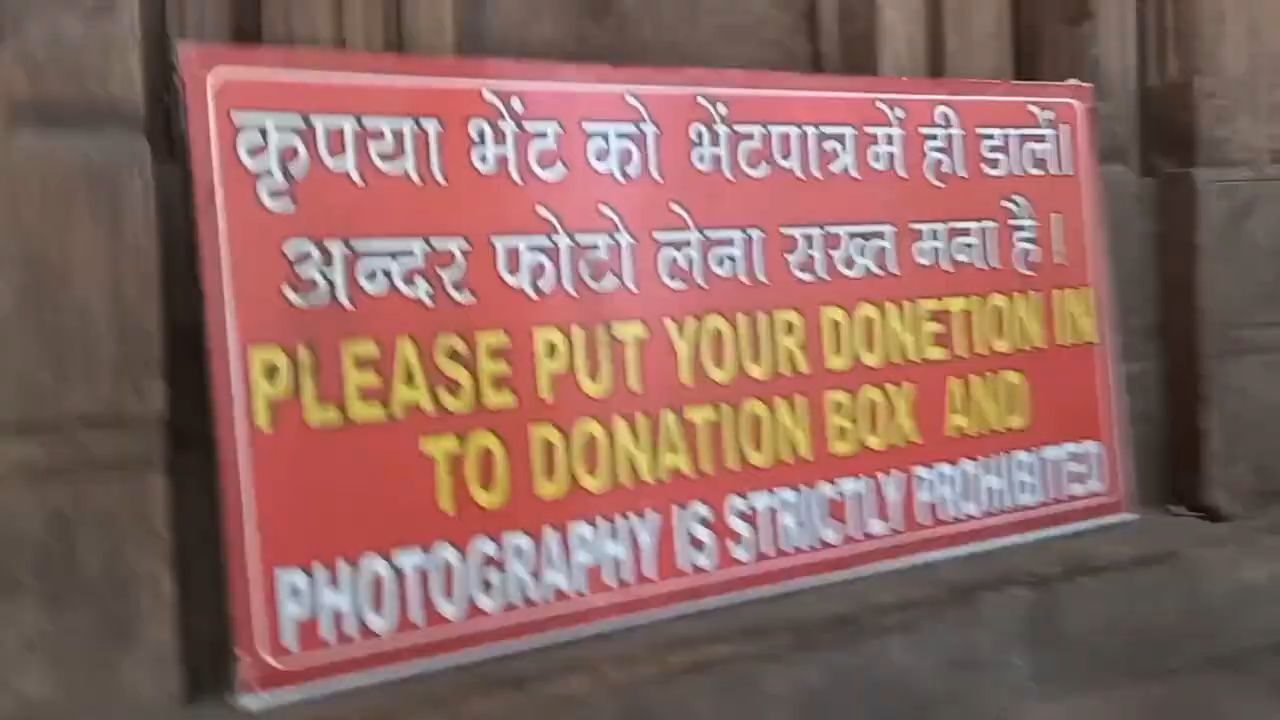 कृपया भेंट को भेंटपात्र में ही डालें।
अन्दर फोटो लेना सख्त मना है।
PLEASE PUT YOUR DONETION IN
TO DONATION BOX AND
PHOTOGRAPHY IS STRICTLY PROHIBITED